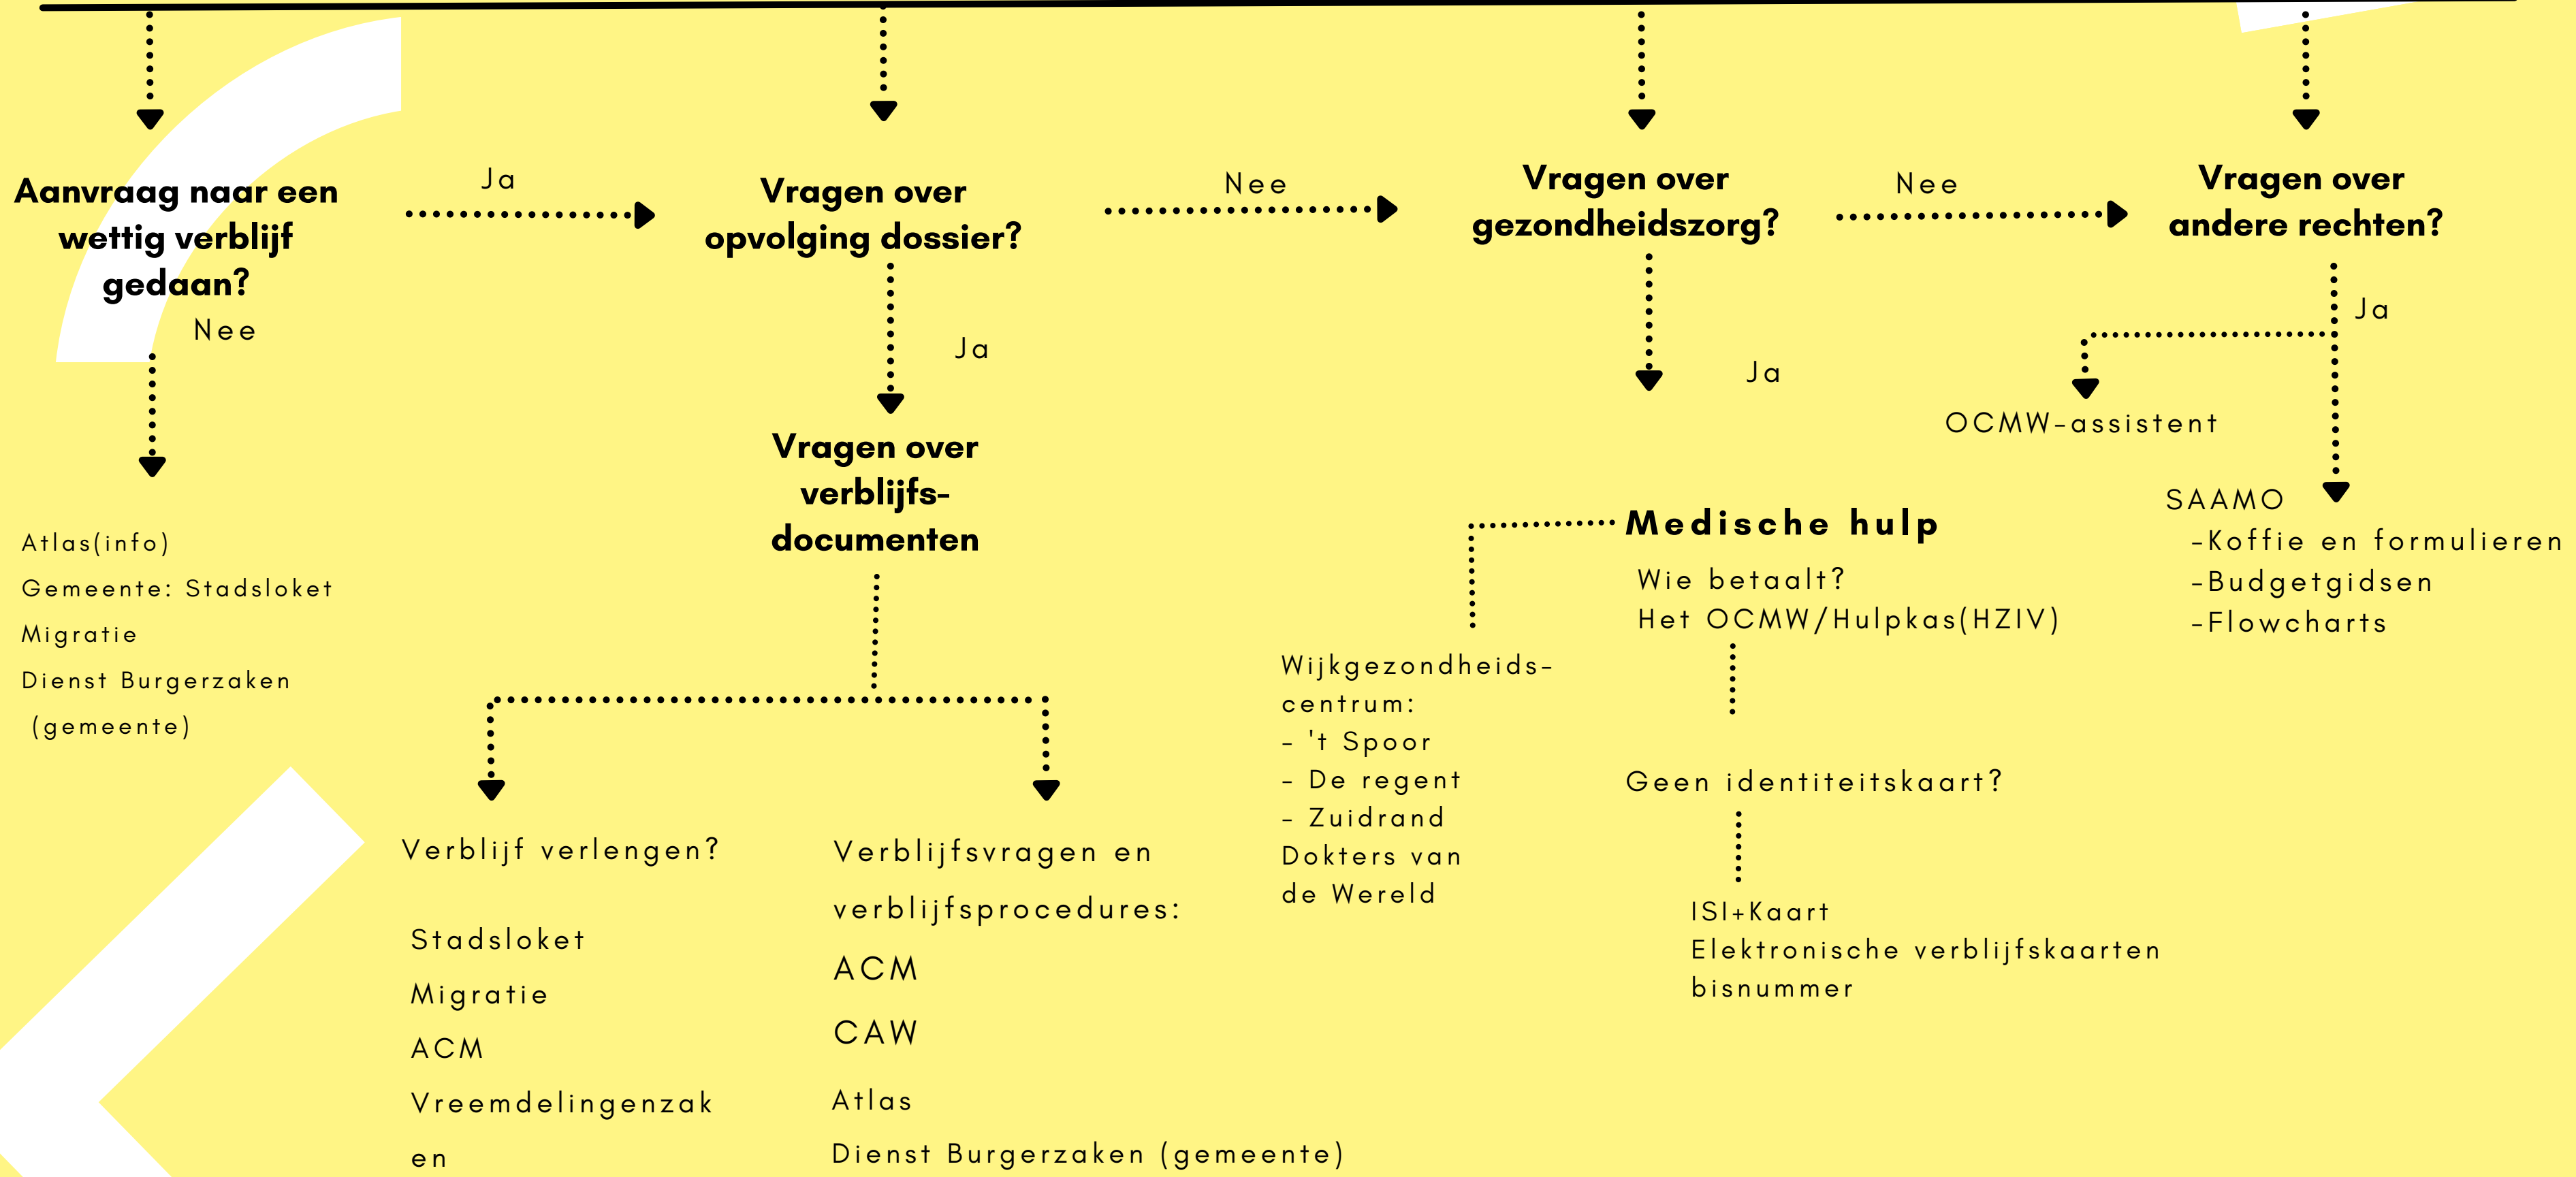 Aanvraag naar een
wettig verblijf
gedaan?
Ja
Nee
Atlas(info)
Gemeente: Stadsloket
Migratie
Dienst Burgerzaken
(gemeente)
Vragen over
opvolging dossier?
Nee
Ja
Vragen over
verblijfs-
documenten
Verblijf verlengen?
Stadsloket
Migratie
ACM
Vreemdelingenzak
en
Verblijfsvragen en
verblijfsprocedures:
ACM
CAW
Atlas
Dienst Burgerzaken (gemeente)
Vragen over
gezondheidszorg?
Nee
Ja
Medische hulp
Wie betaalt?
Het OCMW/Hulpkas(HZIV)
Wijkgezondheids-
centrum:
- 't Spoor
- De regent
- Zuidrand
Dokters van
de Wereld
Geen identiteitskaart?
ISI+Kaart
Elektronische verblijfskaarten
bisnummer
Vragen over
andere rechten?
Ja
OCMW-assistent
SAAMO
-Koffie en formulieren
-Budgetgidsen
-Flowcharts